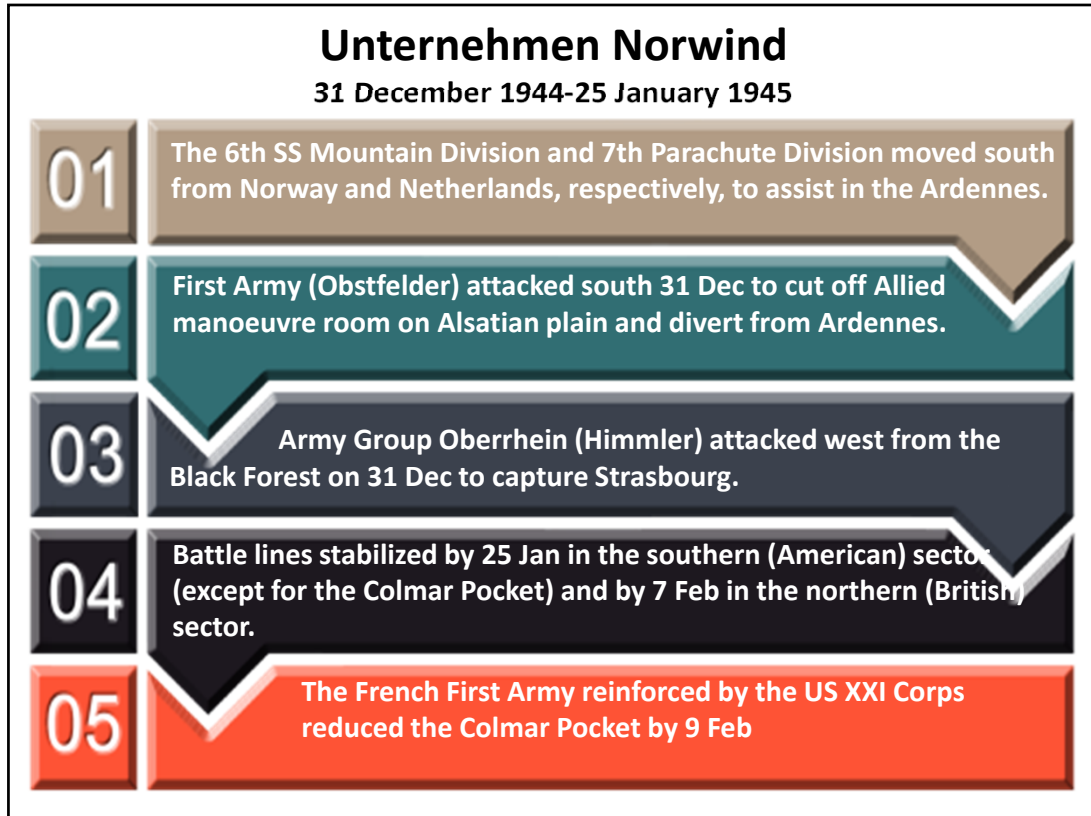 Unternehmen Norwind
31 December 1944-25 January 1945
01
The 6th SS Mountain Division and 7th Parachute Division moved south
from Norway and Netherlands, respectively, to assist in the Ardennes.
02
First Army (Obstfelder) attacked south 31 Dec to cut off Allied
manoeuvre room on Alsatian plain and divert from Ardennes.
03
Army Group Oberrhein (Himmler) attacked west from the
Black Forest on 31 Dec to capture Strasbourg.
04
Battle lines stabilized by 25 Jan in the southern (American) sector
(except for the Colmar Pocket) and by 7 Feb in the northern (British)
sector.
05
The French First Army reinforced by the US XXI Corps
reduced the Colmar Pocket by 9 Feb